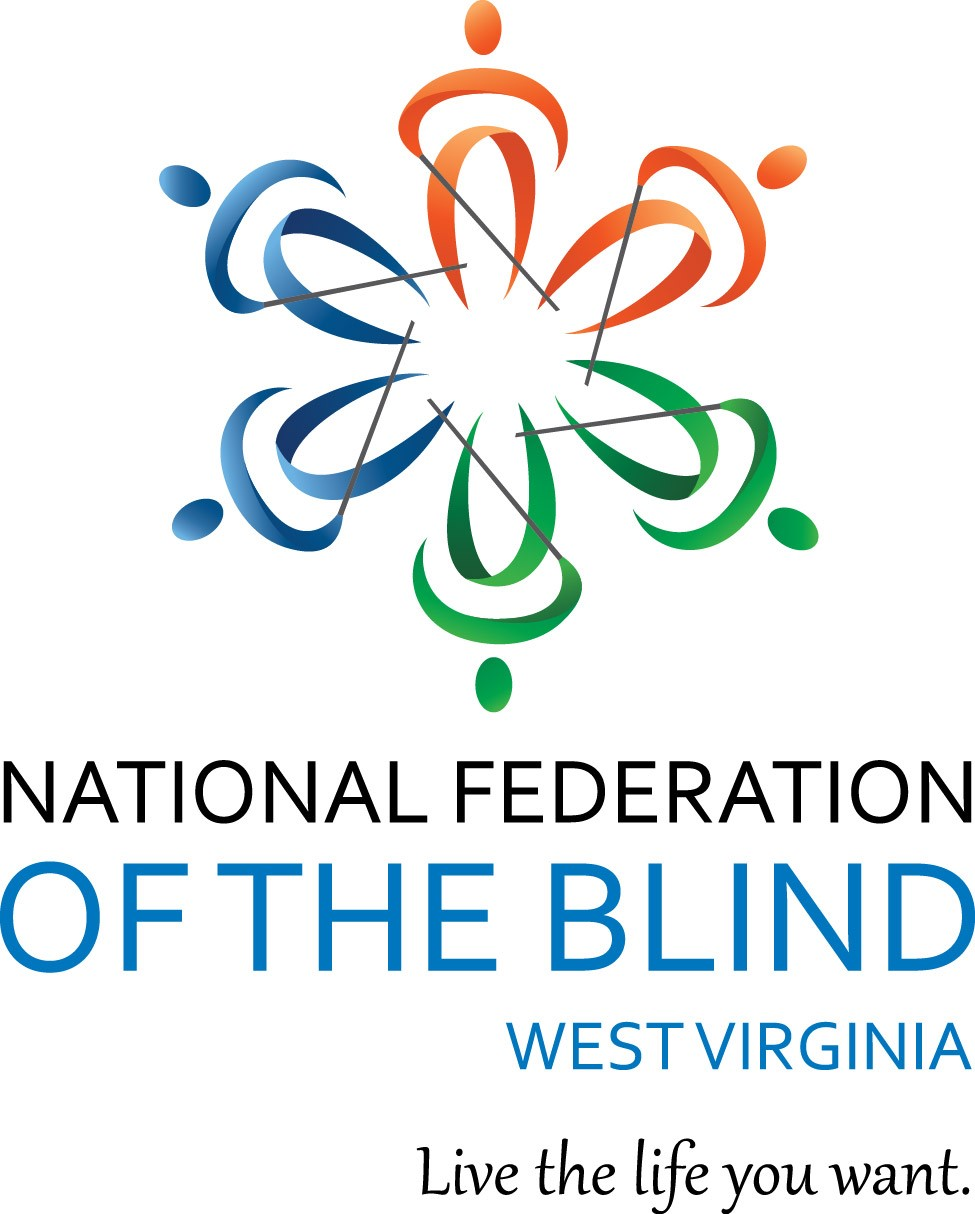 NATIONAL FEDERATION
OF THE BLIND
WEST VIRGINIA
Live the life you want.